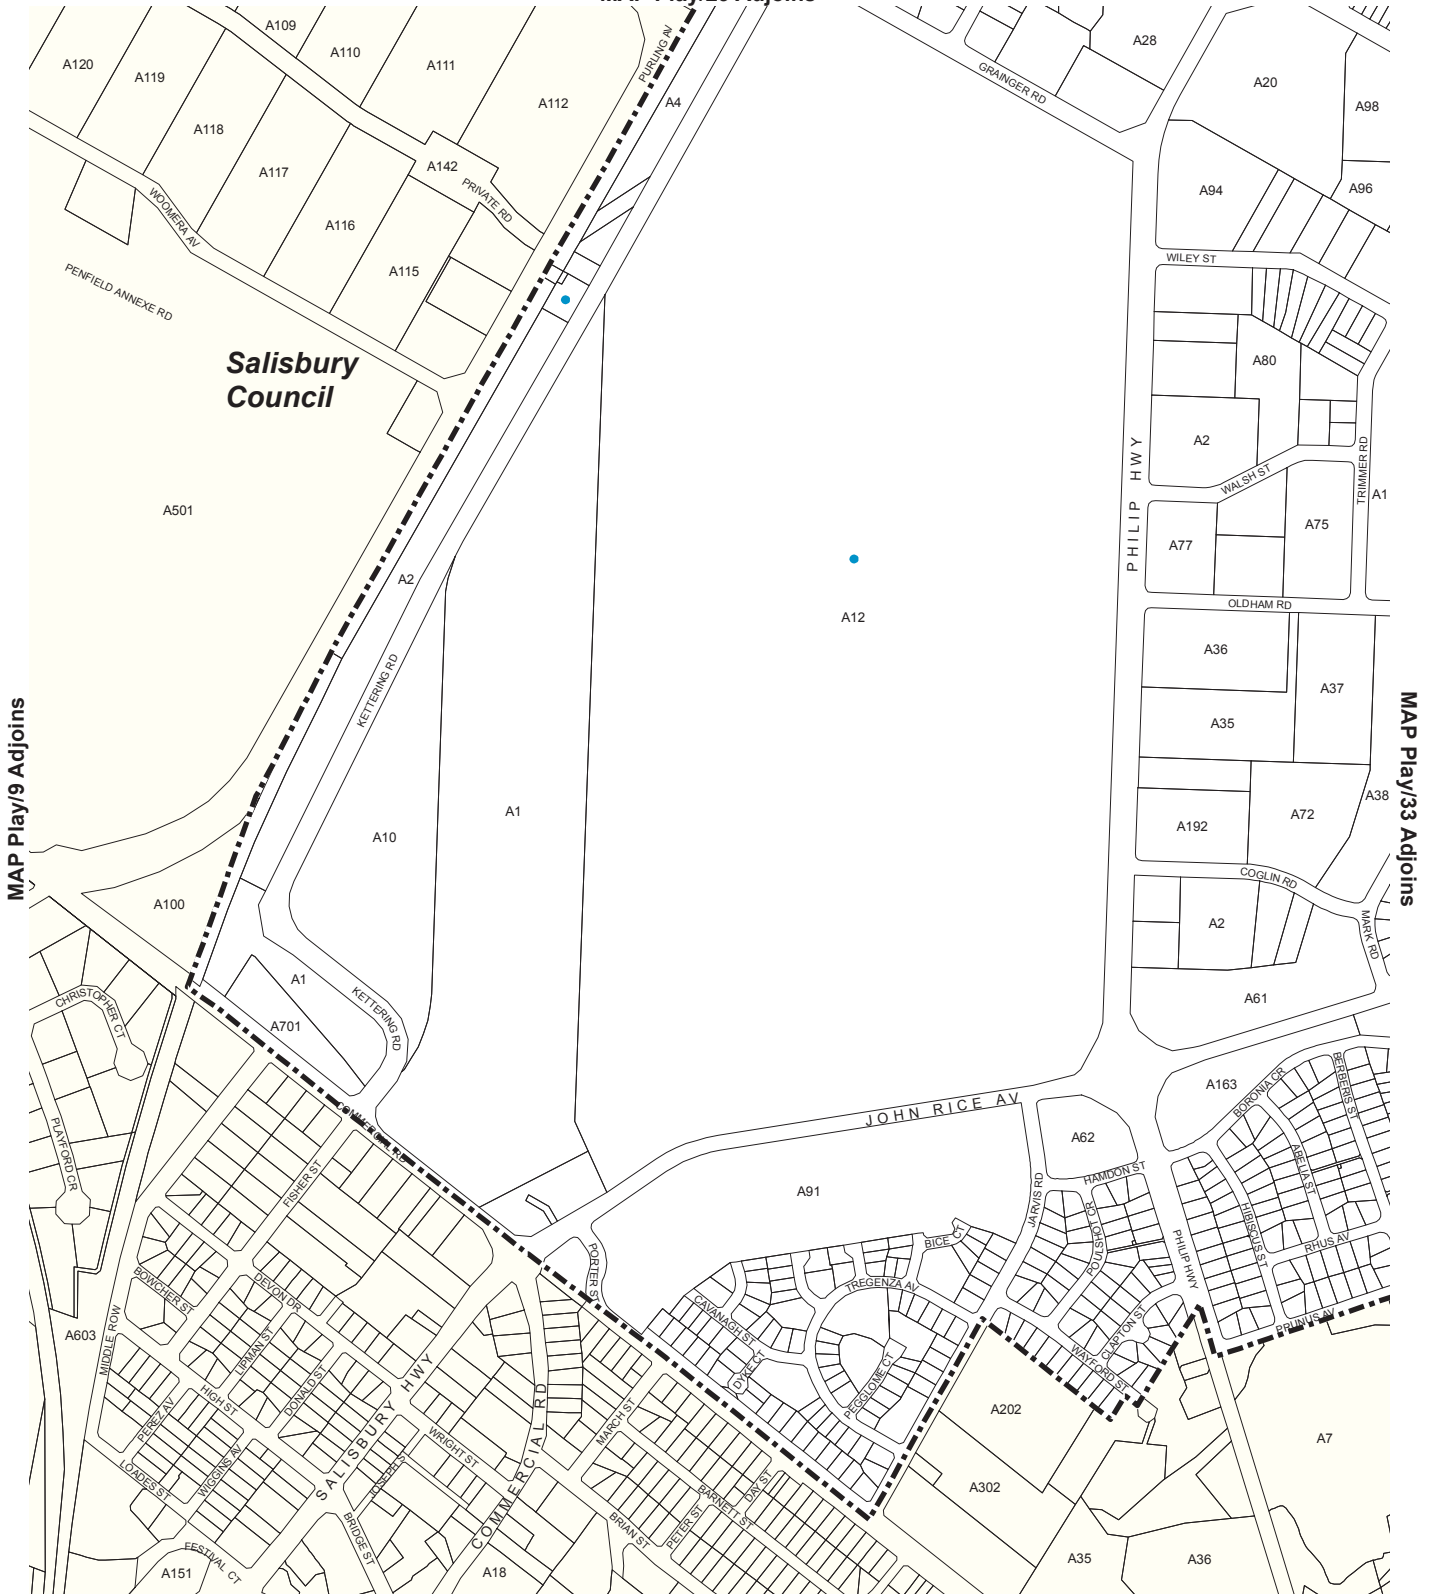 A109
A110
A111
A112
A120
A119
A118
A117
A116
A115
A142
PRIVATE RD
PURLING AV
A4
GRAINGER RD
A28
A20
A98
A94
A96
WOOMERA AV
PENFIELD ANNEXE RD
WILEY ST
Salisbury
Council
A80
A2
WALSH ST
TRIMMER RD
A1
A75
A77
PHILIP HWY
A501
A2
A12
OLDHAM RD
A36
A37
A35
KETTERING RD
MAP Play/9 Adjoins
MAP Play/33 Adjoins
A10
A1
A192
A72
A38
COGLIN RD
A100
A2
MARK RD
A1
A701
KETTERING RD
A61
CHRISTOPHER CT
PLAYFORD CR
COMMERCIAL RD
JOHN RICE AV
A163
BORONIA CR
BERBERIS ST
A62
HAMDON ST
ABELIA ST
FISHER ST
A91
JARVIS RD
POULSHOT CR
PHILIP HWY
HIBISCUS ST
RHUS AV
PRUNUS AV
PORTER ST
BICE CT
TREGENZA AV
BOWCHER ST
DEVON DR
CAVANAGH ST
DYKE CT
PEGGLOME CT
CLAPTON ST
WAYFORD ST
A603
MIDDLE ROW
LIPMAN ST
DONALD ST
HIGH ST
PEREZ AV
LOADES ST
WIGGINS AV
SALISBURY HWY
JOSEPH S
WRIGHT ST
COMMERCIAL RD
MARCH ST
BRIDGE ST
FESTIVAL CT
A151
A18
BRIAN ST
PETER ST
BARNETT ST
DAY ST
A202
A302
A7
A35
A36